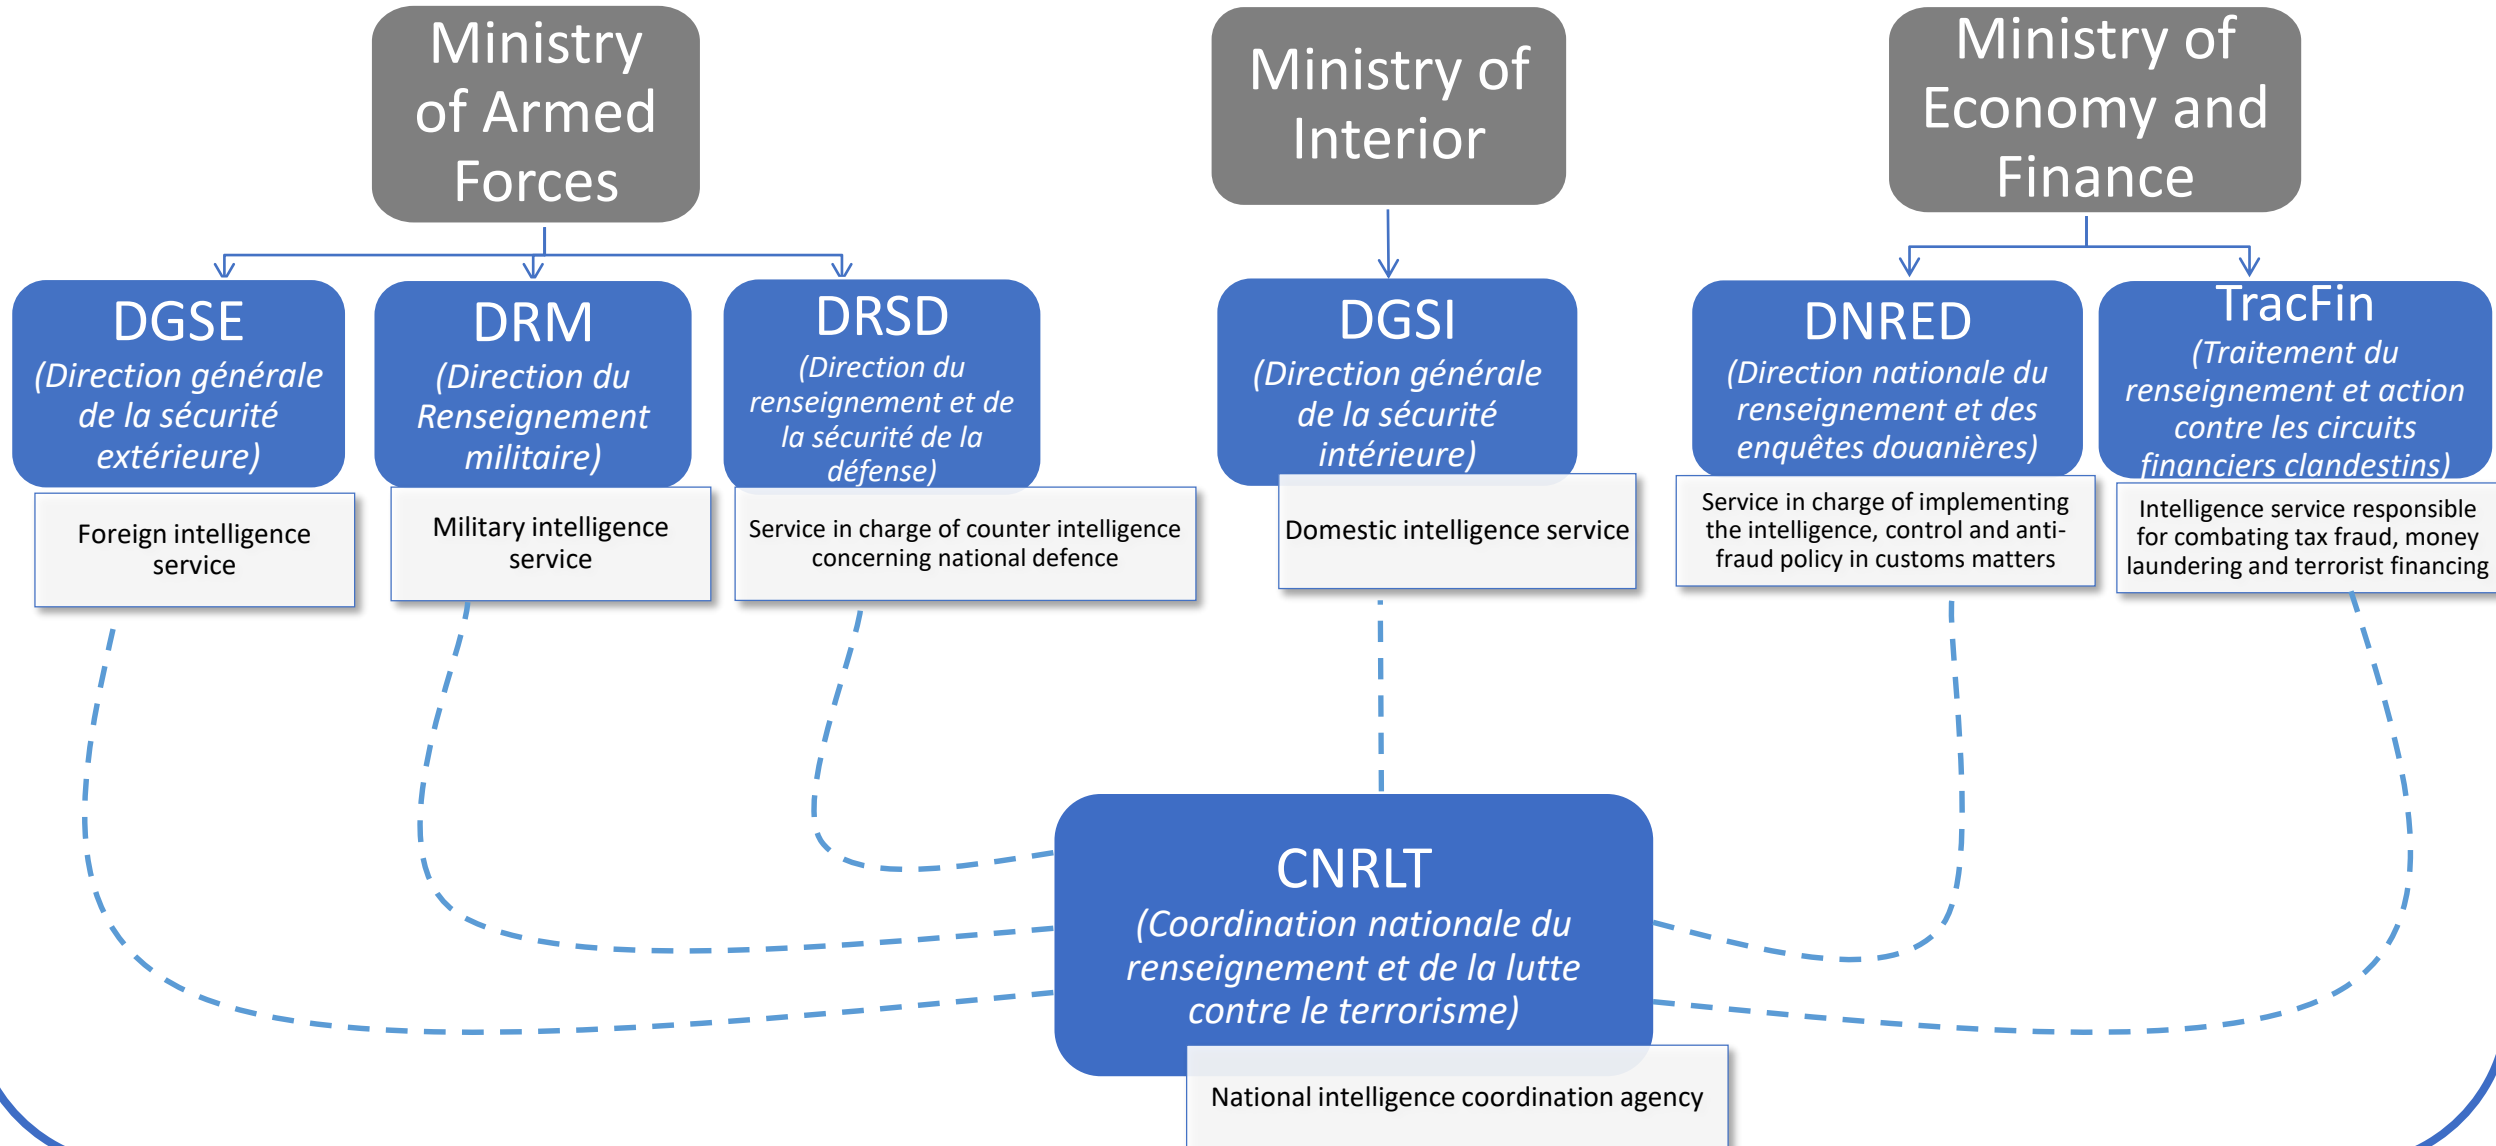 Ministry
of Armed
Forces
Ministry of
Interior
Ministry of
Economy and
Finance
DGSE
(Direction générale
de la sécurité
extérieure)
Foreign intelligence
service
DRM
(Direction du
Renseignement
militaire)
Military intelligence
service
DRSD
(Direction du
renseignement et de
la sécurité de la
défense)
Service in charge of counter intelligence
concerning national defence
DGSI
(Direction générale
de la sécurité
intérieure)
Domestic intelligence service
DNRED
(Direction nationale du
renseignement et des
enquêtes douanières)
Service in charge of implementing
the intelligence, control and anti-
fraud policy in customs matters
TracFin
(Traitement du
renseignement et action
contre les circuits
financiers clandestins)
Intelligence service responsible
for combating tax fraud, money
laundering and terrorist financing
CNRLT
(Coordination nationale du
renseignement et de la lutte
contre le terrorisme)
National intelligence coordination agency